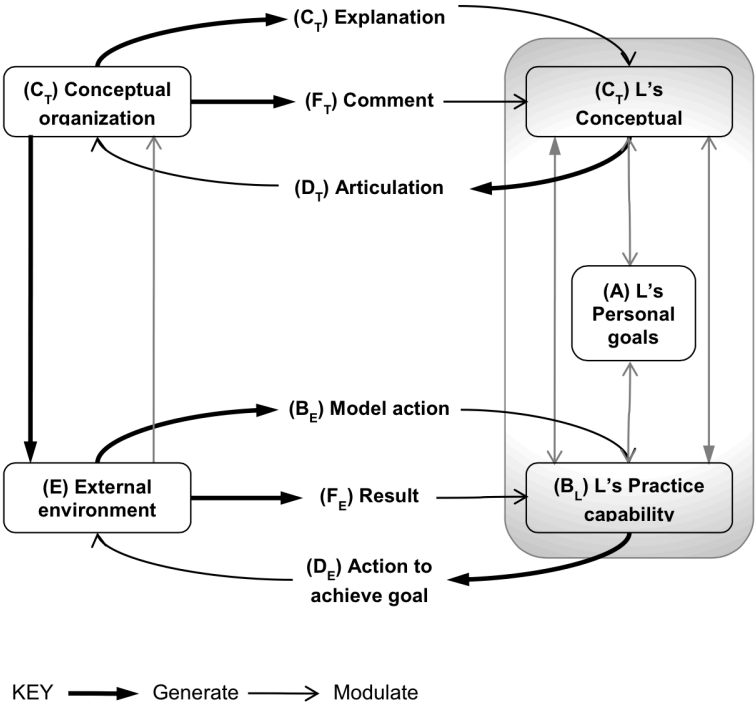 (CT) Explanation
(CT) Conceptual
organization
(FT) Comment
(CT) L's
Conceptual
(DT) Articulation
(A) L's
Personal
goals
(BE) Model action
(E) External
environment
(FE) Result
(BL) L's Practice
capability
(DE) Action to
achieve goal
KEY Generate Modulate